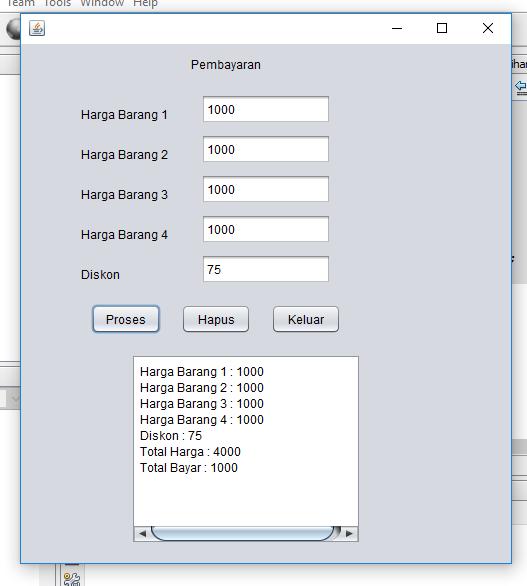 Team Tools Window Help
Pembayaran
Harga Barang 1 1000
Harga Barang 2 1000
Harga Barang 3 1000
Harga Barang 4 1000
Diskon 75
Proses Hapus Keluar
Harga Barang 1 : 1000
Harga Barang 2 : 1000
Harga Barang 3 : 1000
Harga Barang 4 : 1000
Diskon : 75
Total Harga : 4000
Total Bayar : 1000